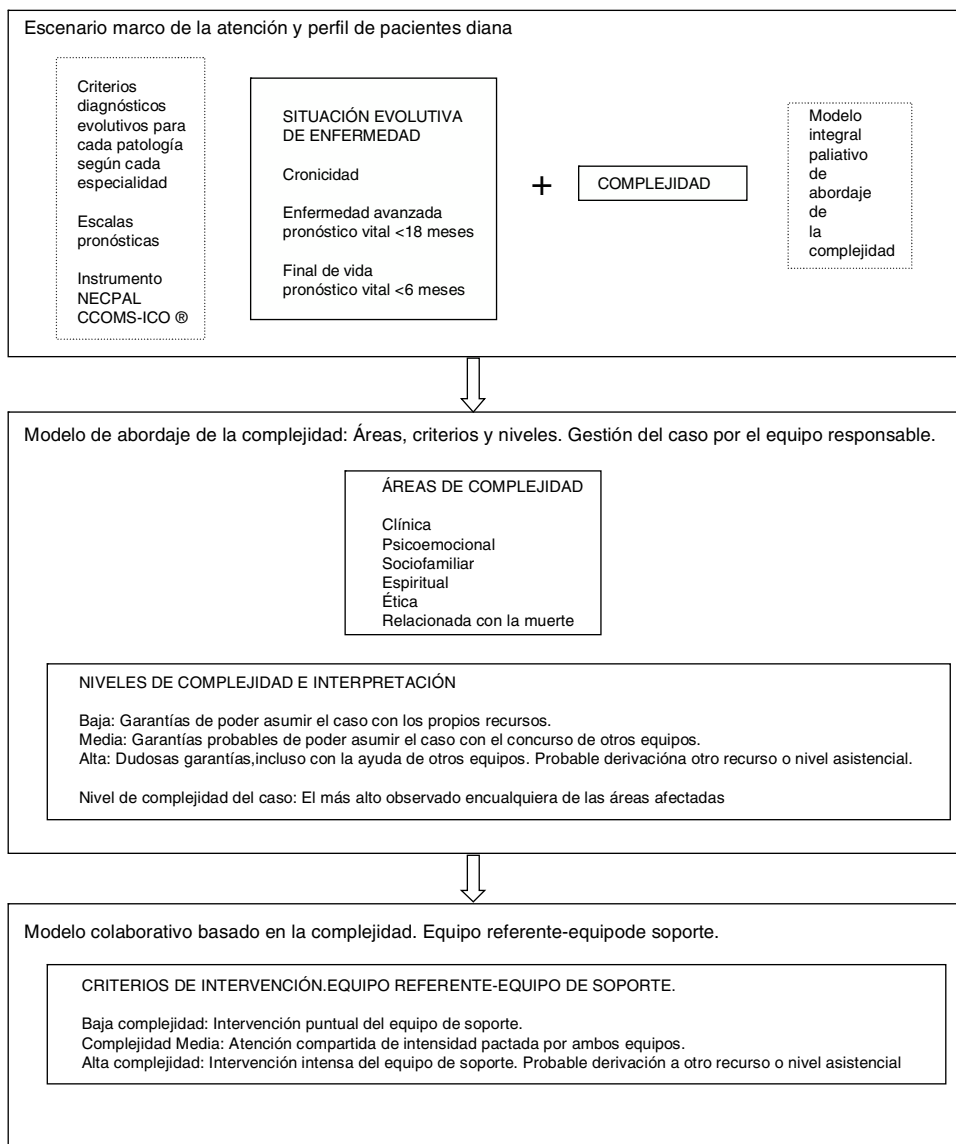 Escenario marco de la atención y perfil de pacientes diana
Criterios
diagnósticos
evolutivos para
cada patología
según cada
especialidad
Escalas
pronósticas
Instrumento
NECPAL
CCOMS-ICO ®
SITUACIÓN EVOLUTIVA
DE ENFERMEDAD
Cronicidad
Enfermedad avanzada
pronóstico vital <18 meses
Final de vida
pronóstico vital <6 meses
+
COMPLEJIDAD
Modelo
integral
paliativo
de
abordaje
de
la
complejidad
Modelo de abordaje de la complejidad: Áreas, criterios y niveles. Gestión del caso por el equipo responsable.
ÁREAS DE COMPLEJIDAD
Clínica
Psicoemocional
Sociofamiliar
Espiritual
Ética
Relacionada con la muerte
NIVELES DE COMPLEJIDAD E INTERPRETACIÓN
Baja: Garantías de poder asumir el caso con los propios recursos.
Media: Garantías probables de poder asumir el caso con el concurso de otros equipos.
Alta: Dudosas garantías,incluso con la ayuda de otros equipos. Probable derivacióna otro recurso o nivel asistencial.
Nivel de complejidad del caso: El más alto observado encualquiera de las áreas afectadas
Modelo colaborativo basado en la complejidad. Equipo referente-equipode soporte.
CRITERIOS DE INTERVENCIÓN.EQUIPO REFERENTE-EQUIPO DE SOPORTE.
Baja complejidad: Intervención puntual del equipo de soporte.
Complejidad Media: Atención compartida de intensidad pactada por ambos equipos.
Alta complejidad: Intervención intensa del equipo de soporte. Probable derivación a otro recurso o nivel asistencial